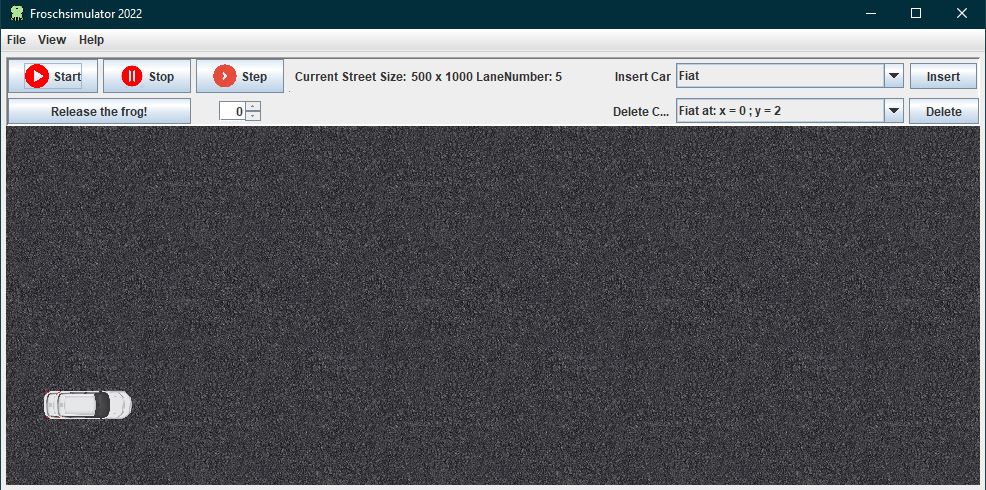 Froschsimulator 2022
File View Help
Start Stop Step Current Street Size: 500 x 1000 LaneNumber: 5 Insert Car Fiat Insert
Release the frog! 0 Delete C... Fiat at: x = 0 ; y = 2 Delete